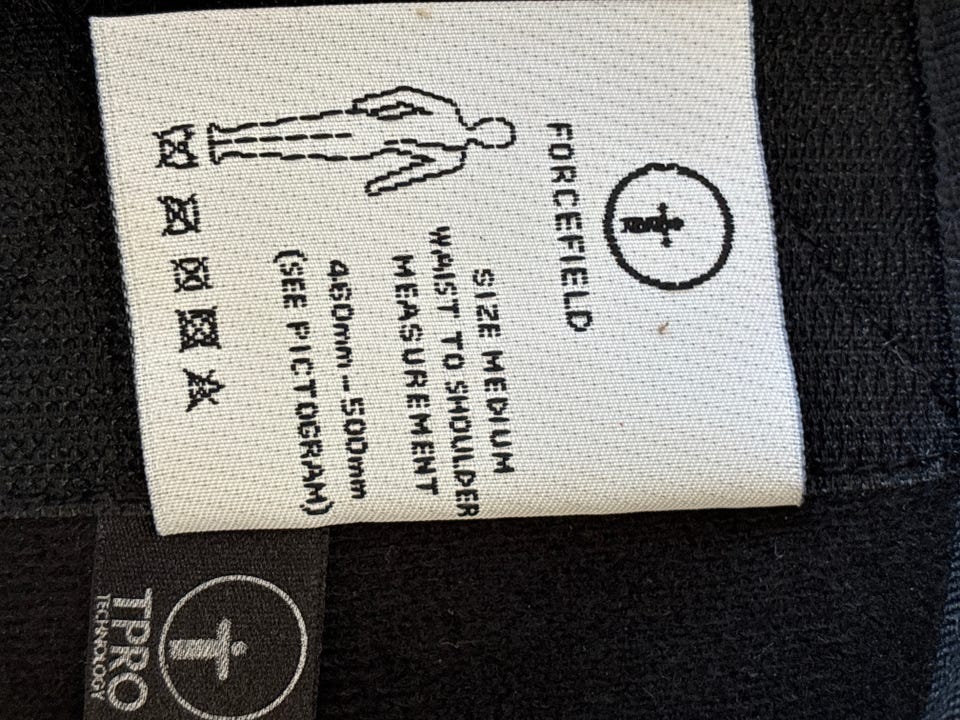 FORCEFIELD
SIZE MEDIUM
WAIST TO SHOULDER
MEASUREMENT
460mm-500mm
(SEE PICTOGRAM)
TPRO
TECHNOLOGY